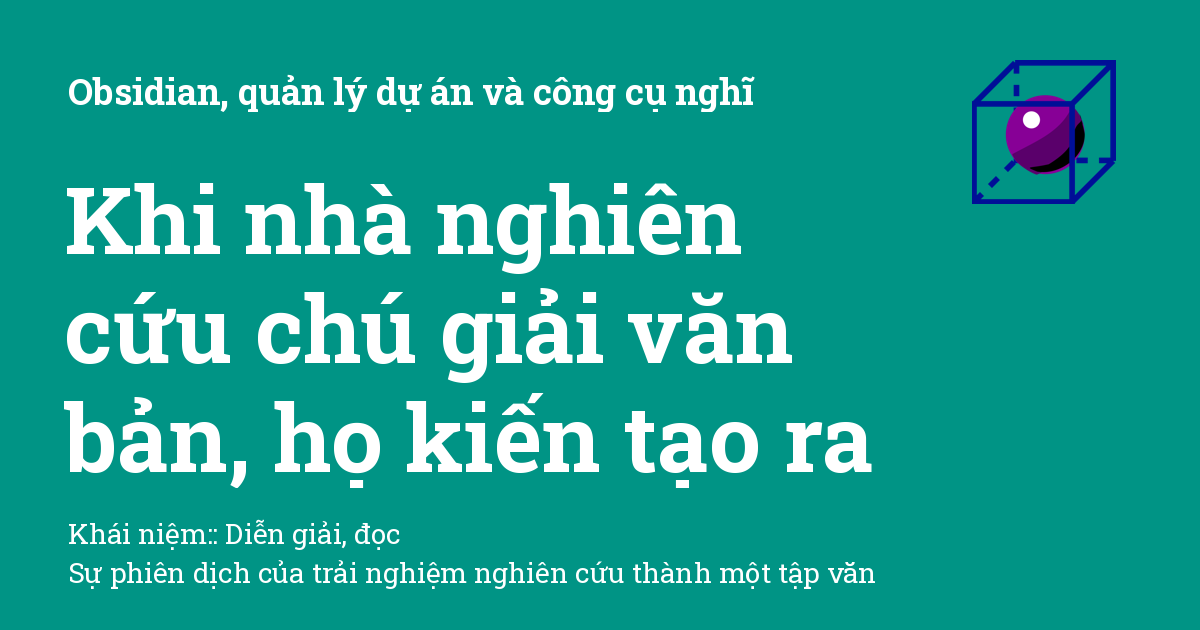 Obsidian, quản lý dự án và công cụ nghĩ
Khi nhà nghiên
cứu chú giải văn
bản, họ kiến tạo ra
Khái niệm:: Diễn giải, đọc
Sự phiên dịch của trải nghiệm nghiên cứu thành một tập văn